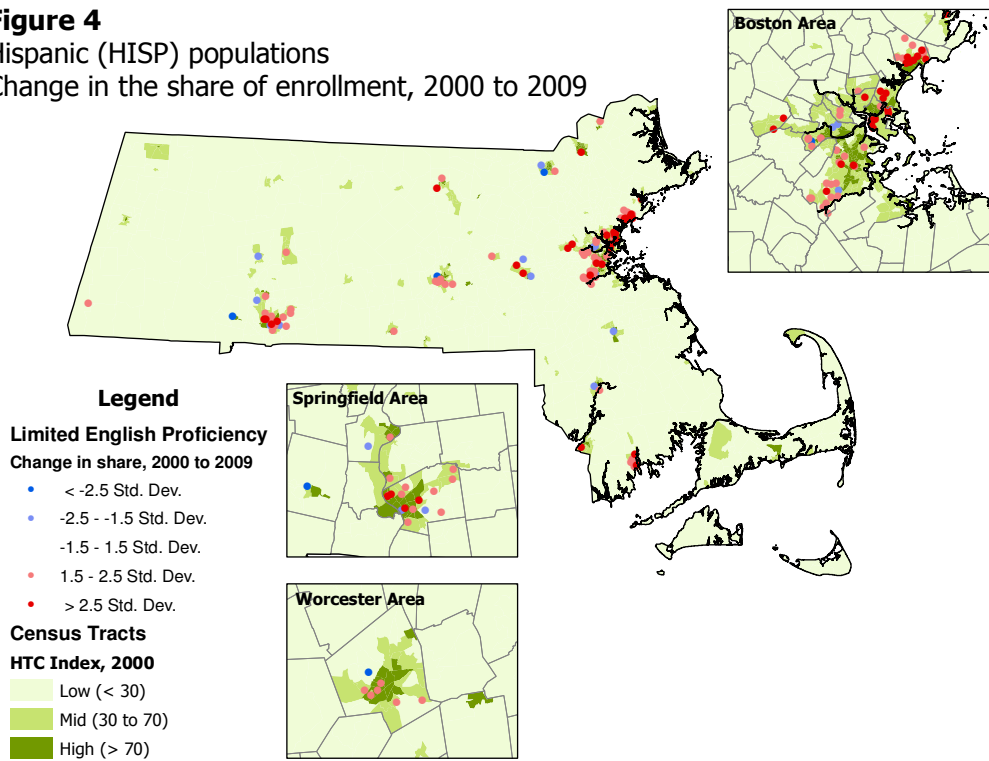 Figure 4
Hispanic (HISP) populations
Change in the share of enrollment, 2000 to 2009
Boston Area
Legend
Limited English Proficiency
Change in share, 2000 to 2009
< -2.5 Std. Dev.
-2.5 - -1.5 Std. Dev.
-1.5 - 1.5 Std. Dev.
1.5 - 2.5 Std. Dev.
> 2.5 Std. Dev.
Census Tracts
HTC Index, 2000
Low (< 30)
Mid (30 to 70)
High (> 70)
Springfield Area
Worcester Area